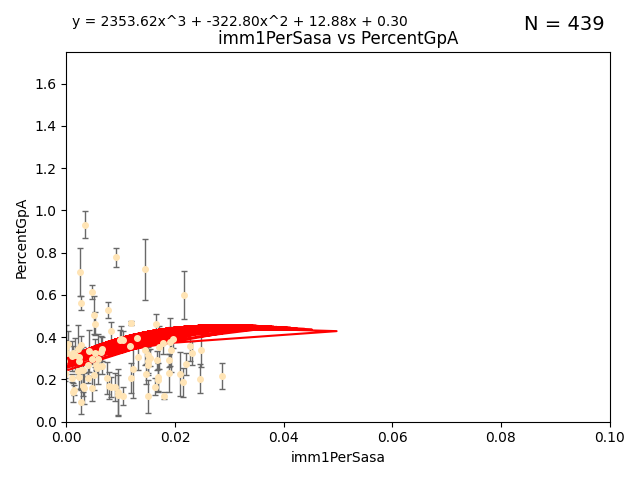 y = 2353.62x^3 + -322.80x^2 + 12.88x + 0.30
N = 439
imm1PerSasa vs PercentGpA
1.6
1.4
1.2
1.0
0.8
0.6
0.4
0.2
0.0
PercentGpA
0.00 0.02 0.04 0.06 0.08 0.10
imm1PerSasa